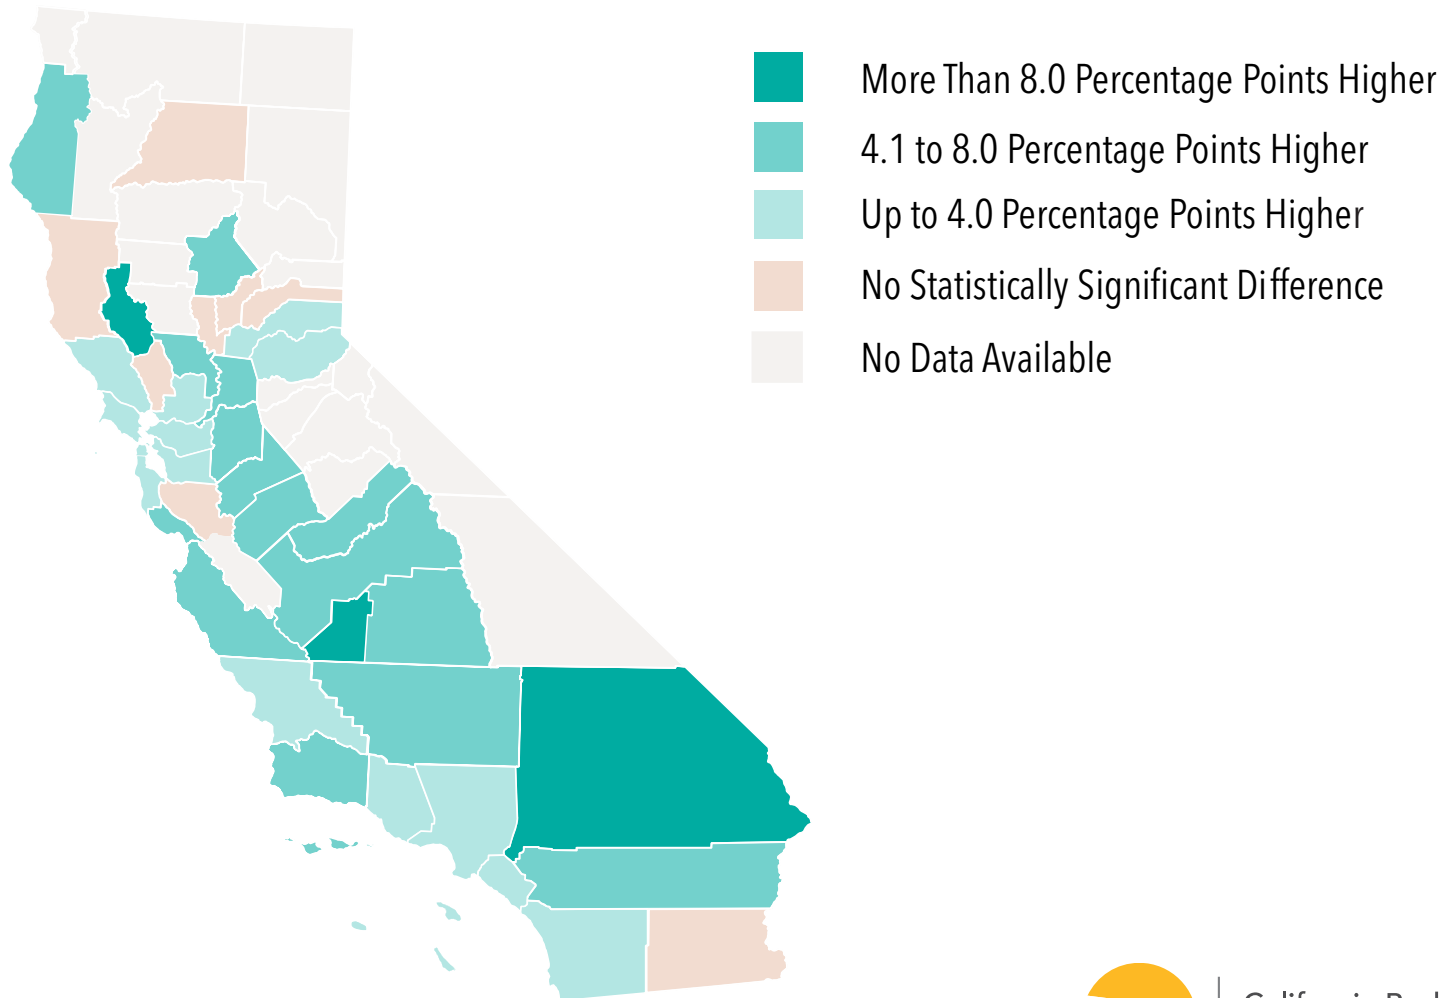 More Than 8.0 Percentage Points Higher
4.1 to 8.0 Percentage Points Higher
Up to 4.0 Percentage Points Higher
No Statistically Significant Difference
No Data Available